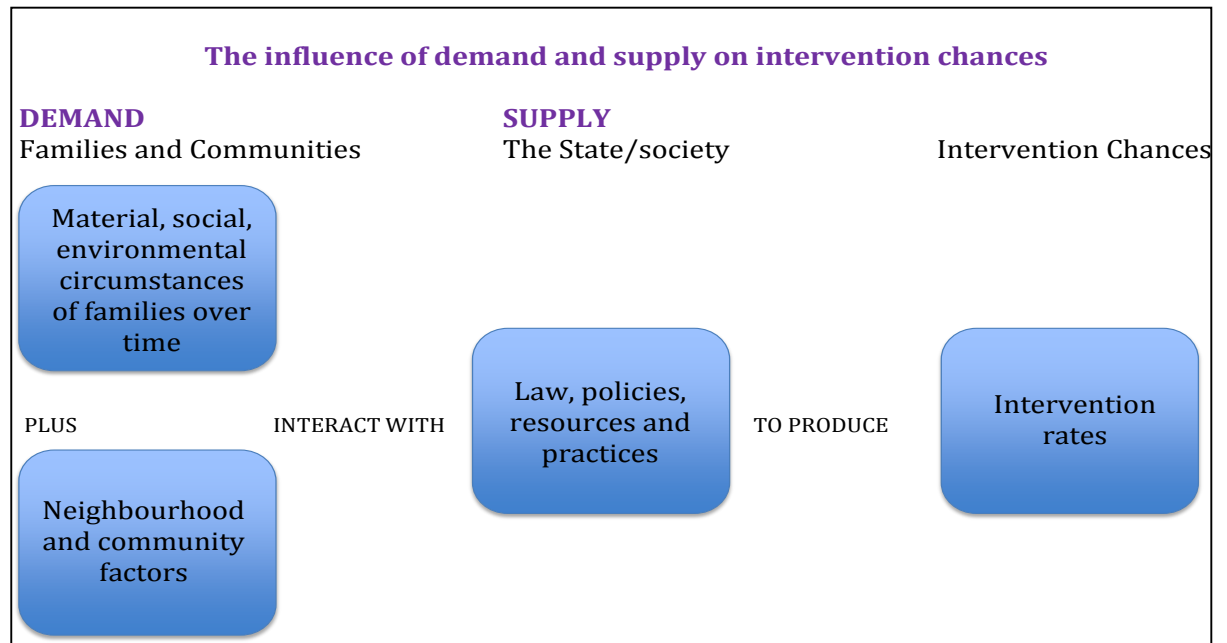 The influence of demand and supply on intervention chances
DEMAND
Families and Communities
SUPPLY
The State/society
Intervention Chances
Material, social,
environmental
circumstances
of families over
time
PLUS
Neighbourhood
and community
factors
INTERACT WITH
Law, policies,
resources and
practices
TO PRODUCE
Intervention
rates